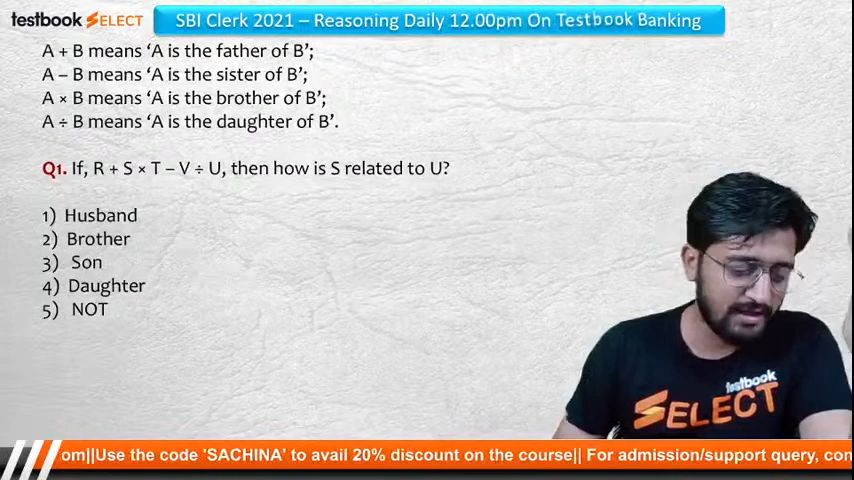 testbook SELECT
SBI Clerk 2021 – Reasoning Daily 12.00pm On Testbook Banking
A + B means ‘A is the father of B’;
A – B means ‘A is the sister of B’;
A × B means ‘A is the brother of B’;
A ÷ B means ‘A is the daughter of B’.
Q1. If, R + S × T – V ÷ U, then how is S related to U?
1) Husband
2) Brother
3) Son
4) Daughter
5) NOT
testbook
SELECT
om||Use the code 'SACHINA' to avail 20% discount on the course|| For admission/support query, con